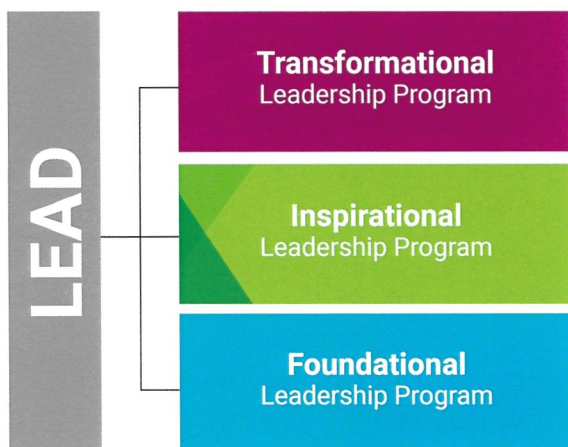 LEAD
Transformational
Leadership Program
Inspirational
Leadership Program
Foundational
Leadership Program